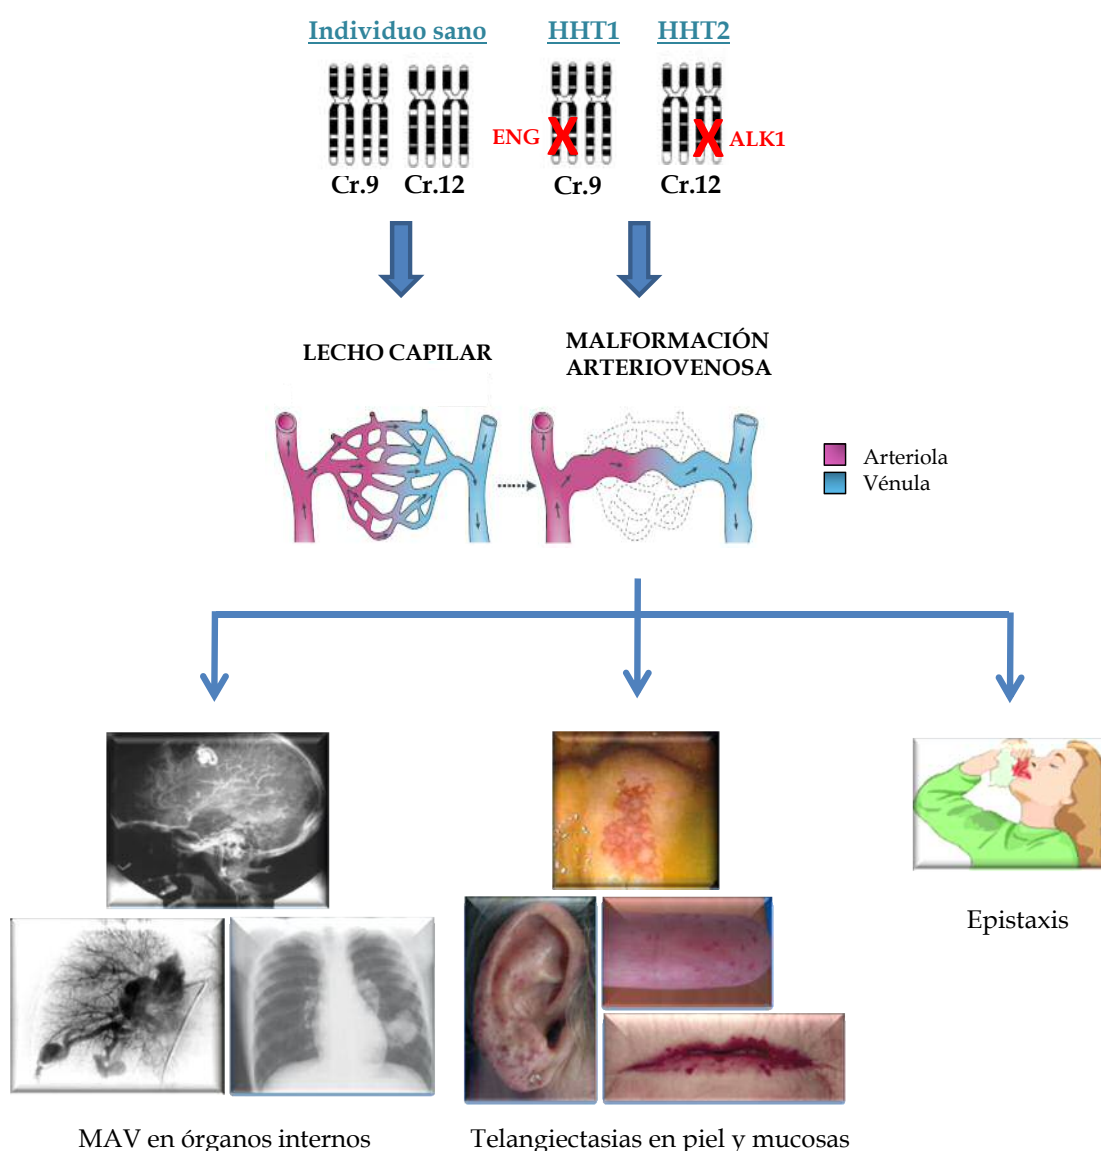 Individuo sano
HHT1
HHT2
ENG
ALK1
Cr.9
Cr.12
Cr.9
Cr.12
LECHO CAPILAR
MALFORMACIÓN
ARTERIOVENOSA
Arteriola
Vénula
Epistaxis
MAV en órganos internos
Telangiectasias en piel y mucosas